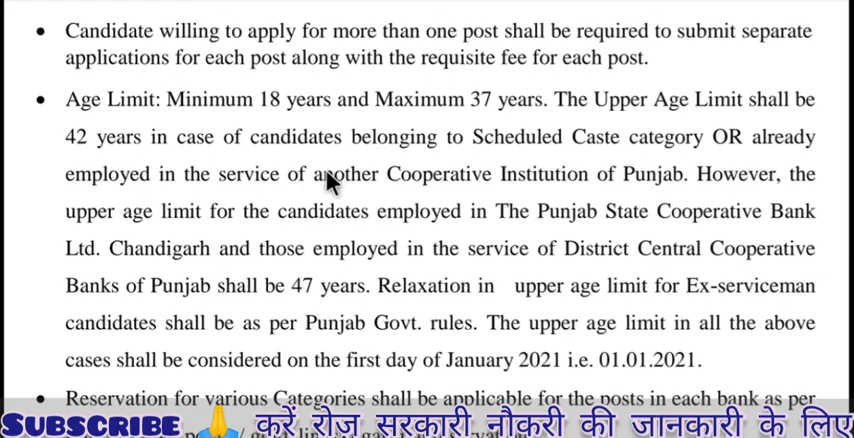 • Candidate willing to apply for more than one post shall be required to submit separate
applications for each post along with the requisite fee for each post.
• Age Limit: Minimum 18 years and Maximum 37 years. The Upper Age Limit shall be
42 years in case of candidates belonging to Scheduled Caste category OR already
employed in the service of another Cooperative Institution of Punjab. However, the
upper age limit for the candidates employed in The Punjab State Cooperative Bank
Ltd. Chandigarh and those employed in the service of District Central Cooperative
Banks of Punjab shall be 47 years. Relaxation in upper age limit for Ex-serviceman
candidates shall be as per Punjab Govt. rules. The upper age limit in all the above
cases shall be considered on the first day of January 2021 i.e. 01.01.2021.
• Reservation for various Categories shall be applicable for the posts in each bank as per
SUBSCRIBE 🙏 करें रोज सरकारी नौकरी की जानकारी के लिए